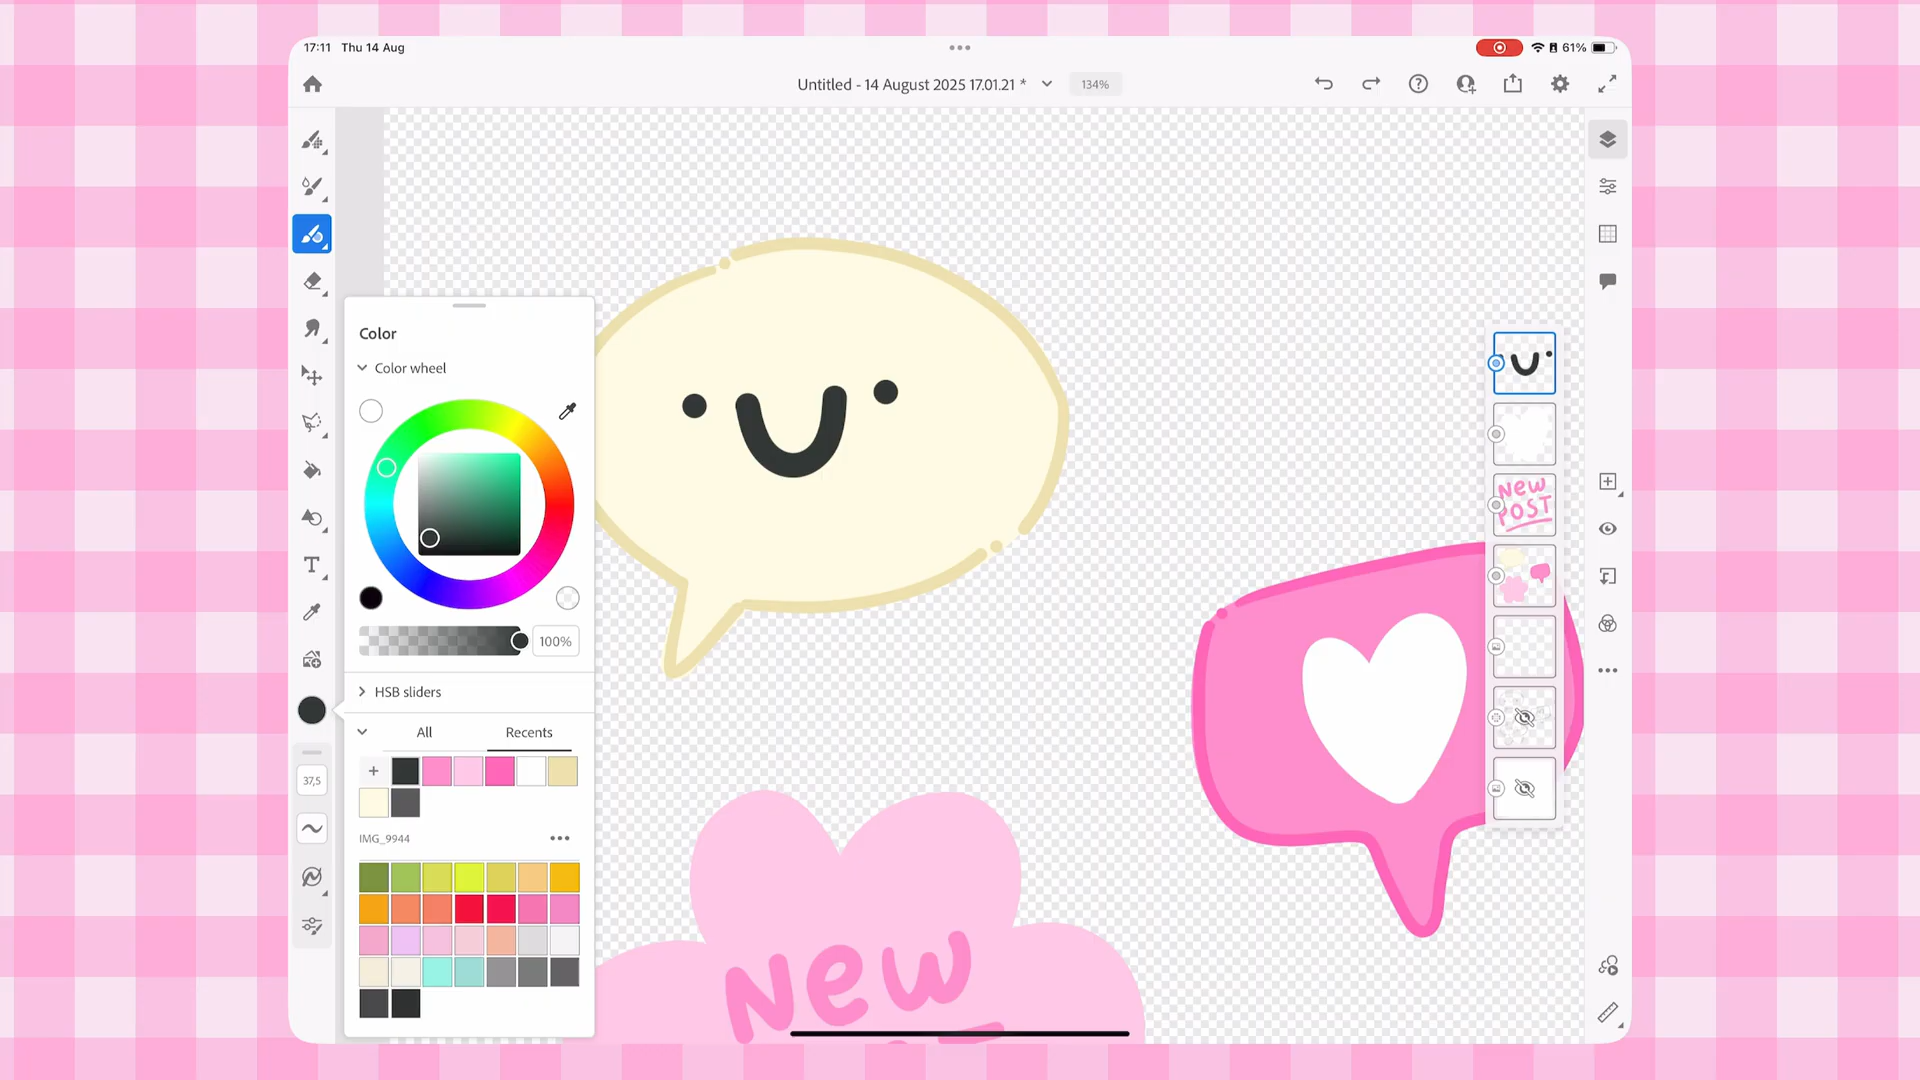 17:11 Thu 14 Aug
61%
Untitled - 14 August 2025 17.01.21 *
134%
Color
Color wheel
100%
HSB sliders
All
Recents
37,5
IMG_9944
T
New
New
POST